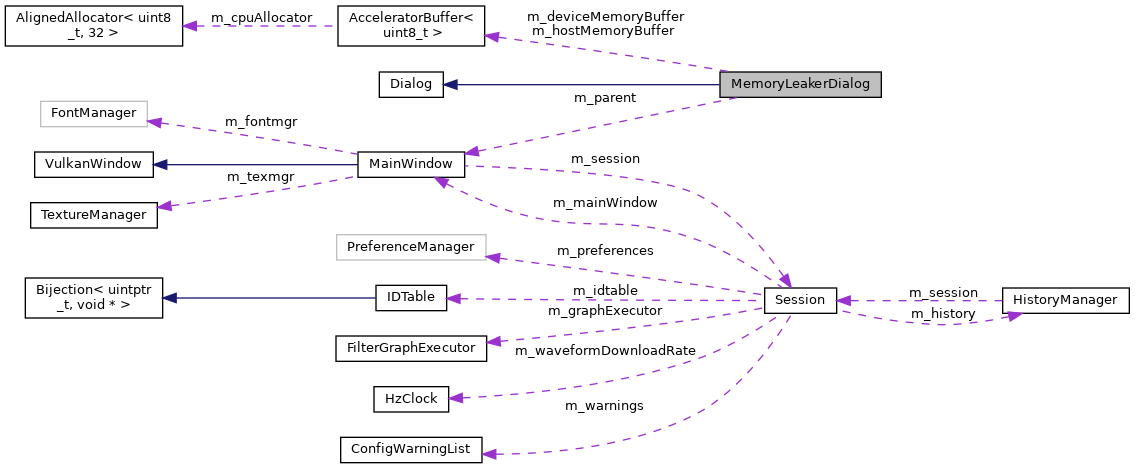 AlignedAllocator< uint8
_t, 32 >
m_cpuAllocator
AcceleratorBuffer<
uint8_t >
m_deviceMemoryBuffer
m_hostMemoryBuffer
MemoryLeakerDialog
Dialog
m_parent
FontManager
m_fontmgr
VulkanWindow
MainWindow
m_session
m_texmgr
TextureManager
m_mainWindow
PreferenceManager
m_preferences
Bijection< uintptr
_t, void * >
IDTable
m_idtable
Session
m_session
HistoryManager
m_history
m_graphExecutor
FilterGraphExecutor
m_waveformDownloadRate
HzClock
m_warnings
ConfigWarningList